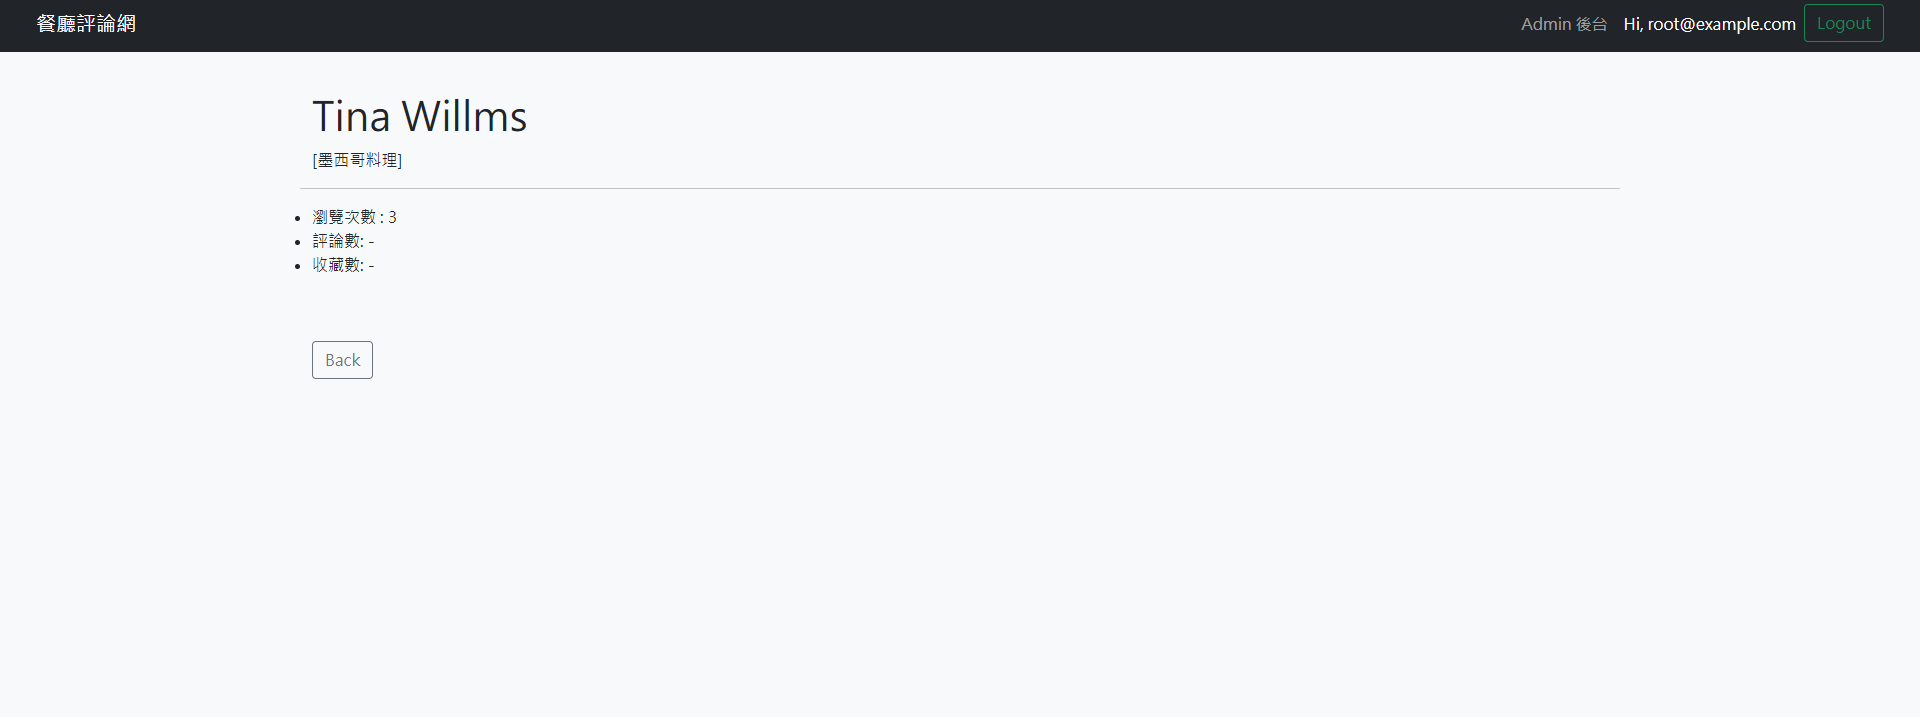 餐廳評論網
Admin 後台 Hi, root@example.com Logout
Tina Willms
[墨西哥料理]
瀏覽次數 : 3
評論數: -
收藏數: -
Back